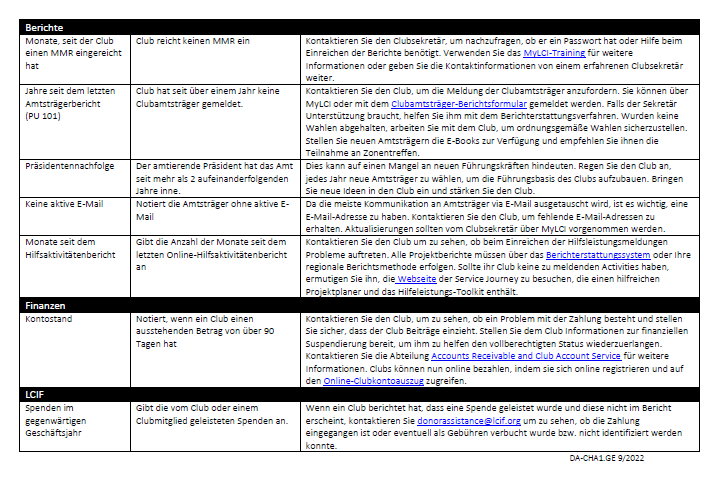 Berichte
Monate, seit der Club
einen MMR eingereicht
hat
Club reicht keinen MMR ein
Kontaktieren Sie den Clubsekretär, um nachzufragen, ob er ein Passwort hat oder Hilfe beim
Einreichen der Berichte benötigt. Verwenden Sie das MyLCI-Training für weitere
Informationen oder geben Sie die Kontaktinformationen von einem erfahrenen Clubsekretär
weiter.
Jahre seit dem letzten
Amtsträgerbericht
(PU 101)
Club hat seit über einem Jahr keine
Clubamtsträger gemeldet.
Kontaktieren Sie den Club, um die Meldung der Clubamtsträger anzufordern. Sie können über
MyLCI oder mit dem Clubamtsträger-Berichtsformular gemeldet werden. Falls der Sekretär
Unterstützung braucht, helfen Sie ihm mit dem Berichterstattungsverfahren. Wurden keine
Wahlen abgehalten, arbeiten Sie mit dem Club, um ordnungsgemäße Wahlen sicherzustellen.
Stellen Sie neuen Amtsträgern die E-Books zur Verfügung und empfehlen Sie ihnen die
Teilnahme an Zonentreffen.
Präsidentennachfolge
Der amtierende Präsident hat das Amt
seit mehr als 2 aufeinanderfolgenden
Jahre inne.
Dies kann auf einen Mangel an neuen Führungskräften hindeuten. Regen Sie den Club an,
jedes Jahr neue Amtsträger zu wählen, um die Führungsbasis des Clubs aufzubauen. Bringen
Sie neue Ideen in den Club ein und stärken Sie den Club.
Keine aktive E-Mail
Notiert die Amtsträger ohne aktive E-
Mail
Da die meiste Kommunikation an Amtsträger via E-Mail ausgetauscht wird, ist es wichtig, eine
E-Mail-Adresse zu haben. Kontaktieren Sie den Club, um fehlende E-Mail-Adressen zu
erhalten. Aktualisierungen sollten vom Clubsekretär über MyLCI vorgenommen werden.
Monate seit dem
Hilfsaktivitätenbericht
Gibt die Anzahl der Monate seit dem
letzten Online-Hilfsaktivitätenbericht
an
Kontaktieren Sie den Club um zu sehen, ob beim Einreichen der Hilfsleistungsmeldungen
Probleme auftreten. Alle Projektberichte müssen über das Berichterstattungssystem oder Ihre
regionale Berichtsmethode erfolgen. Sollte ihr Club keine zu meldenden Activities haben,
ermutigen Sie ihn, die Webseite der Service Journey zu besuchen, die einen hilfreichen
Projektplaner und das Hilfeleistungs-Toolkit enthält.
Finanzen
Kontostand
Notiert, wenn ein Club einen
ausstehenden Betrag von über 90
Tagen hat
Kontaktieren Sie den Club, um zu sehen, ob ein Problem mit der Zahlung besteht und stellen
Sie sicher, dass der Club Beiträge einzieht. Stellen Sie dem Club Informationen zur finanziellen
Suspendierung bereit, um ihm zu helfen den vollberechtigten Status wiederzuerlangen.
Kontaktieren Sie die Abteilung Accounts Receivable and Club Account Service für weitere
Informationen. Clubs können nun online bezahlen, indem sie sich online registrieren und auf
den Online-Clubkontoauszug zugreifen.
LCIF
Spenden im
gegenwärtigen
Geschäftsjahr
Gibt die vom Club oder einem
Clubmitglied geleisteten Spenden an.
Wenn ein Club berichtet hat, dass eine Spende geleistet wurde und diese nicht im Bericht
erscheint, kontaktieren Sie donorassistance@lcif.org um zu sehen, ob die Zahlung
eingegangen ist oder eventuell als Gebühren verbucht wurde bzw. nicht identifiziert werden
konnte.
DA-CHA1.GE 9/2022